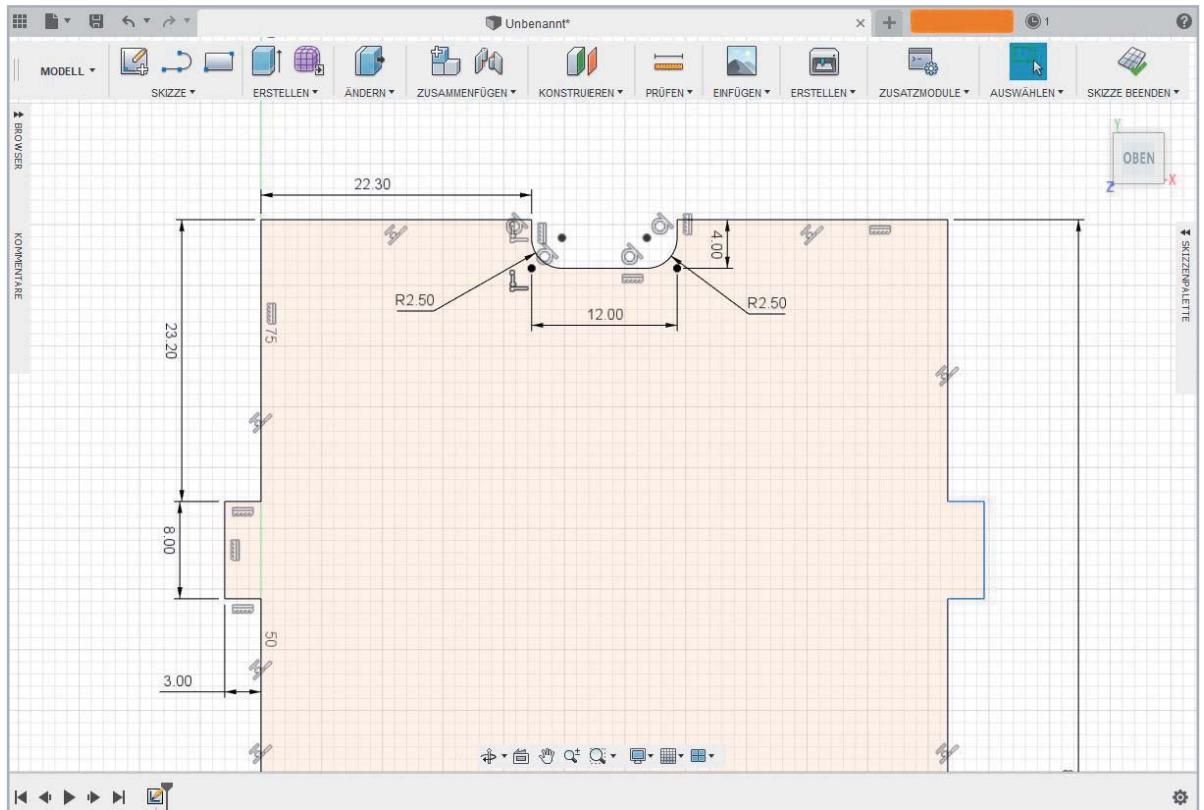 Unbenannt*
1
MODELL
SKIZZE
ERSTELLEN
ÄNDERN
ZUSAMMENFÜGEN
KONSTRUIEREN
PRÜFEN
EINFÜGEN
ERSTELLEN
ZUSATZMODULE
AUSWÄHLEN
SKIZZE BEENDEN
BROWSER
KOMMENTARE
Y
OBEN
Z
X
SKIZZENPALETTE
22.30
4.00
R2.50
12.00
R2.50
23.20
75
8.00
50
3.00